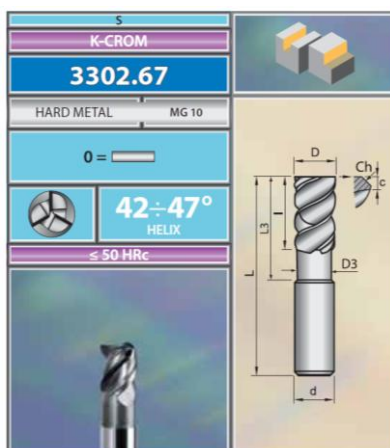 S
K-CROM
3302.67
HARD METAL MG 10
0 =
42÷47°
HELIX
≤ 50 HRc
D
Ch
c
l
L3
L
D3
d